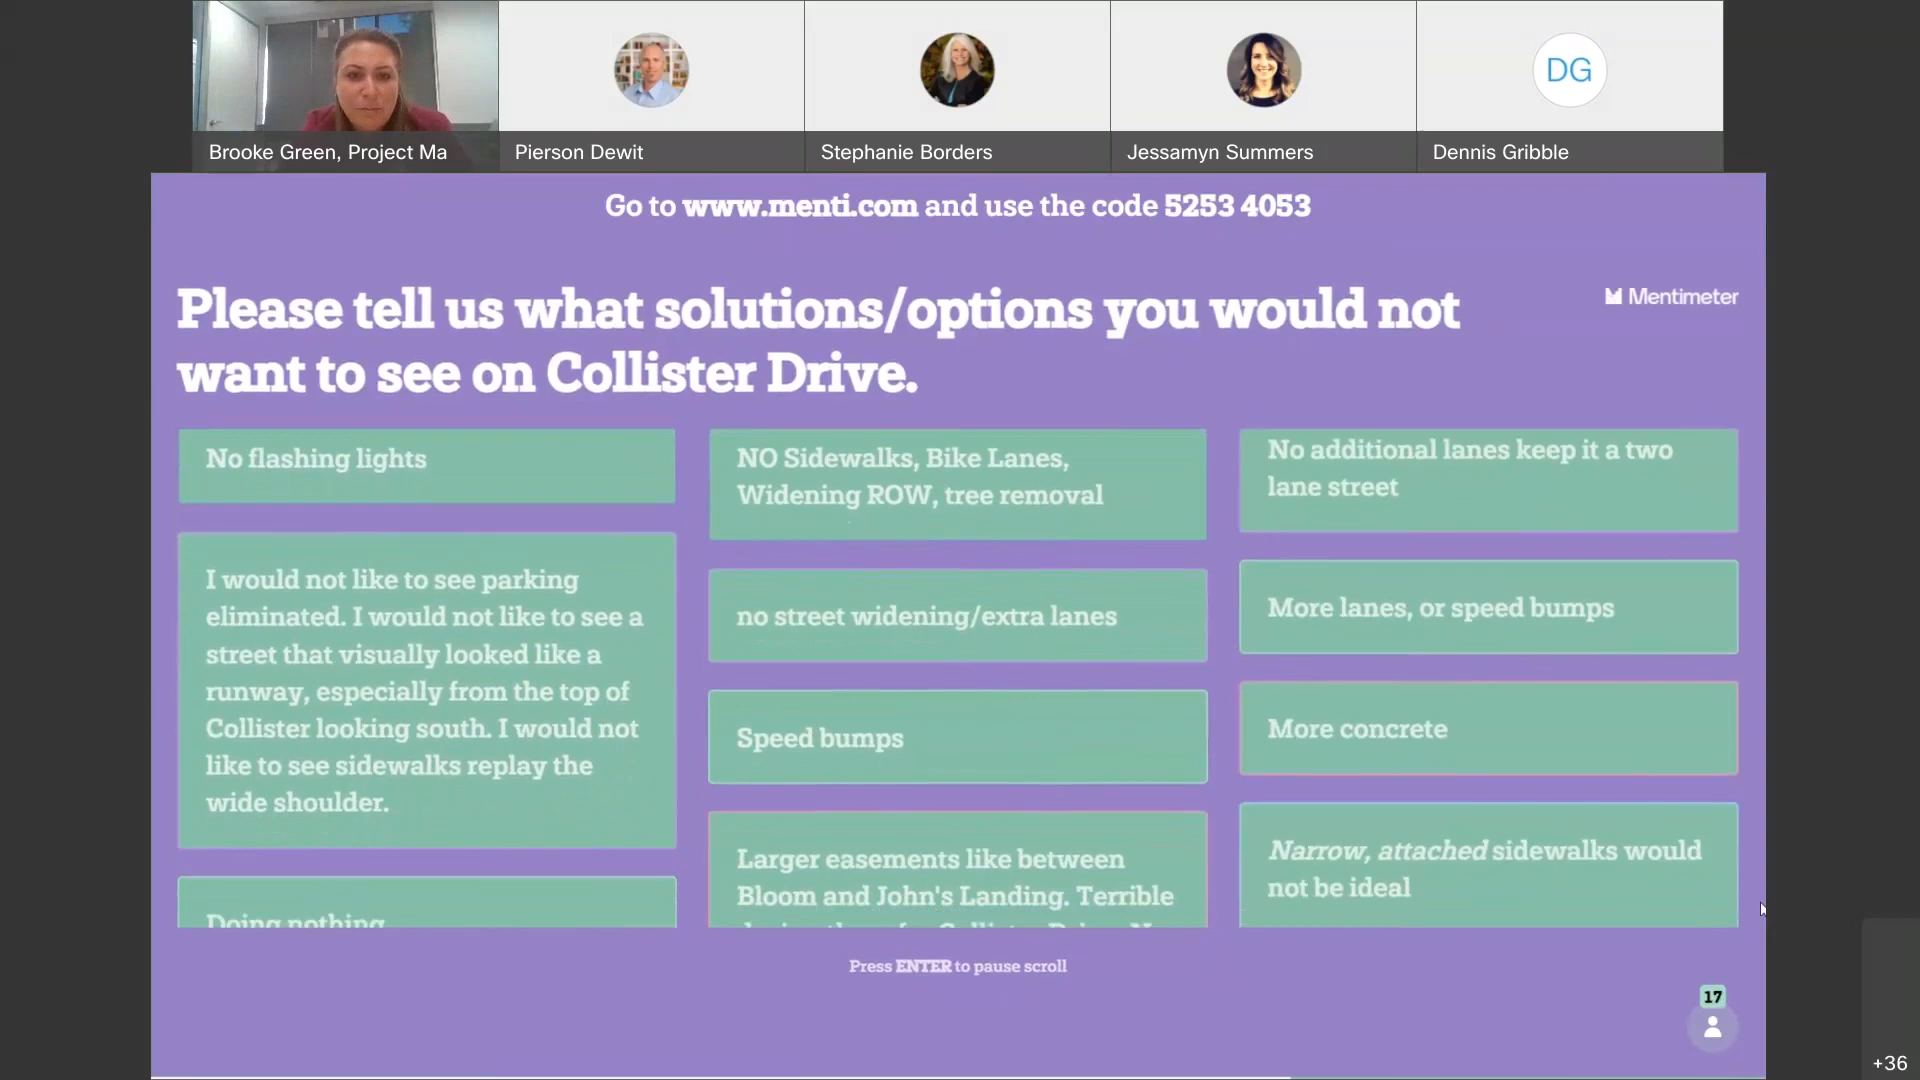 Brooke Green, Project Ma
Pierson Dewit
Stephanie Borders
Jessamyn Summers
DG
Dennis Gribble
Go to www.menti.com and use the code 5253 4053
Please tell us what solutions/options you would not
want to see on Collister Drive.
Mentimeter
No flashing lights
I would not like to see parking
eliminated. I would not like to see a
street that visually looked like a
runway, especially from the top of
Collister looking south. I would not
like to see sidewalks replay the
wide shoulder.
Doing nothing
NO Sidewalks, Bike Lanes,
Widening ROW, tree removal
no street widening/extra lanes
Speed bumps
Larger easements like between
Bloom and John's Landing. Terrible
Collister Drive.
No additional lanes keep it a two
lane street
More lanes, or speed bumps
More concrete
Narrow, attached sidewalks would
not be ideal
Press ENTER to pause scroll
17
+36